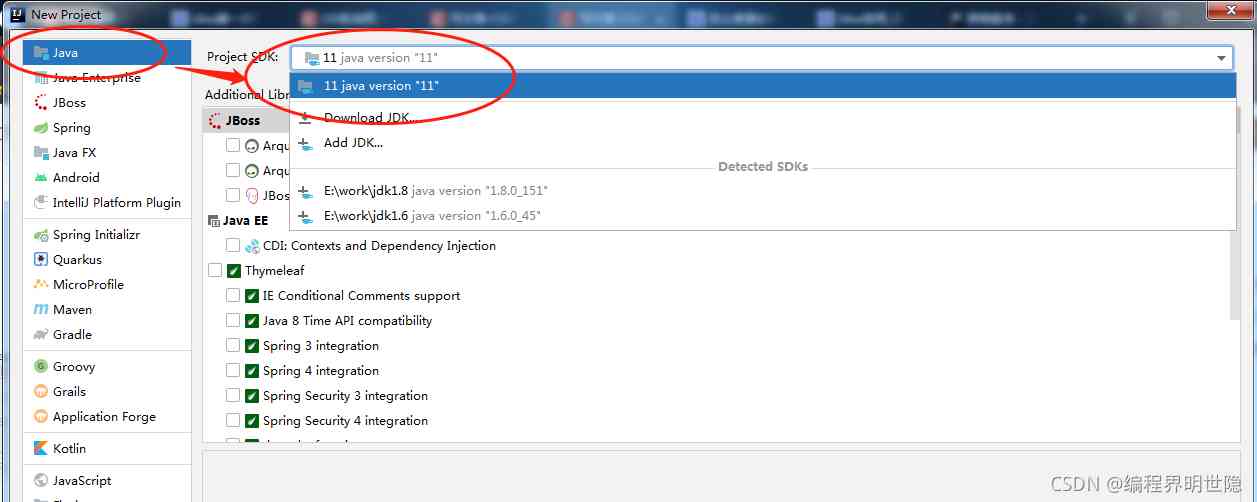 New Project
Java
Java Enterprise
JBoss
Spring
Java FX
Android
IntelliJ Platform Plugin
Spring Initializr
Quarkus
MicroProfile
Maven
Gradle
Groovy
Grails
Application Forge
Kotlin
JavaScript
Project SDK:
11 java version "11"
11 java version "11"
Download JDK...
Add JDK...
Detected SDKs
E:\work\jdk1.8 java version "1.8.0_151"
E:\work\jdk1.6 java version "1.6.0_45"
Additional Libr
JBoss
Arqu
Arqu
JBos
Java EE
CDI: Contexts and Dependency Injection
Thymeleaf
IE Conditional Comments support
Java 8 Time API compatibility
Spring 3 integration
Spring 4 integration
Spring Security 3 integration
Spring Security 4 integration
CSDN @编程界明世隐